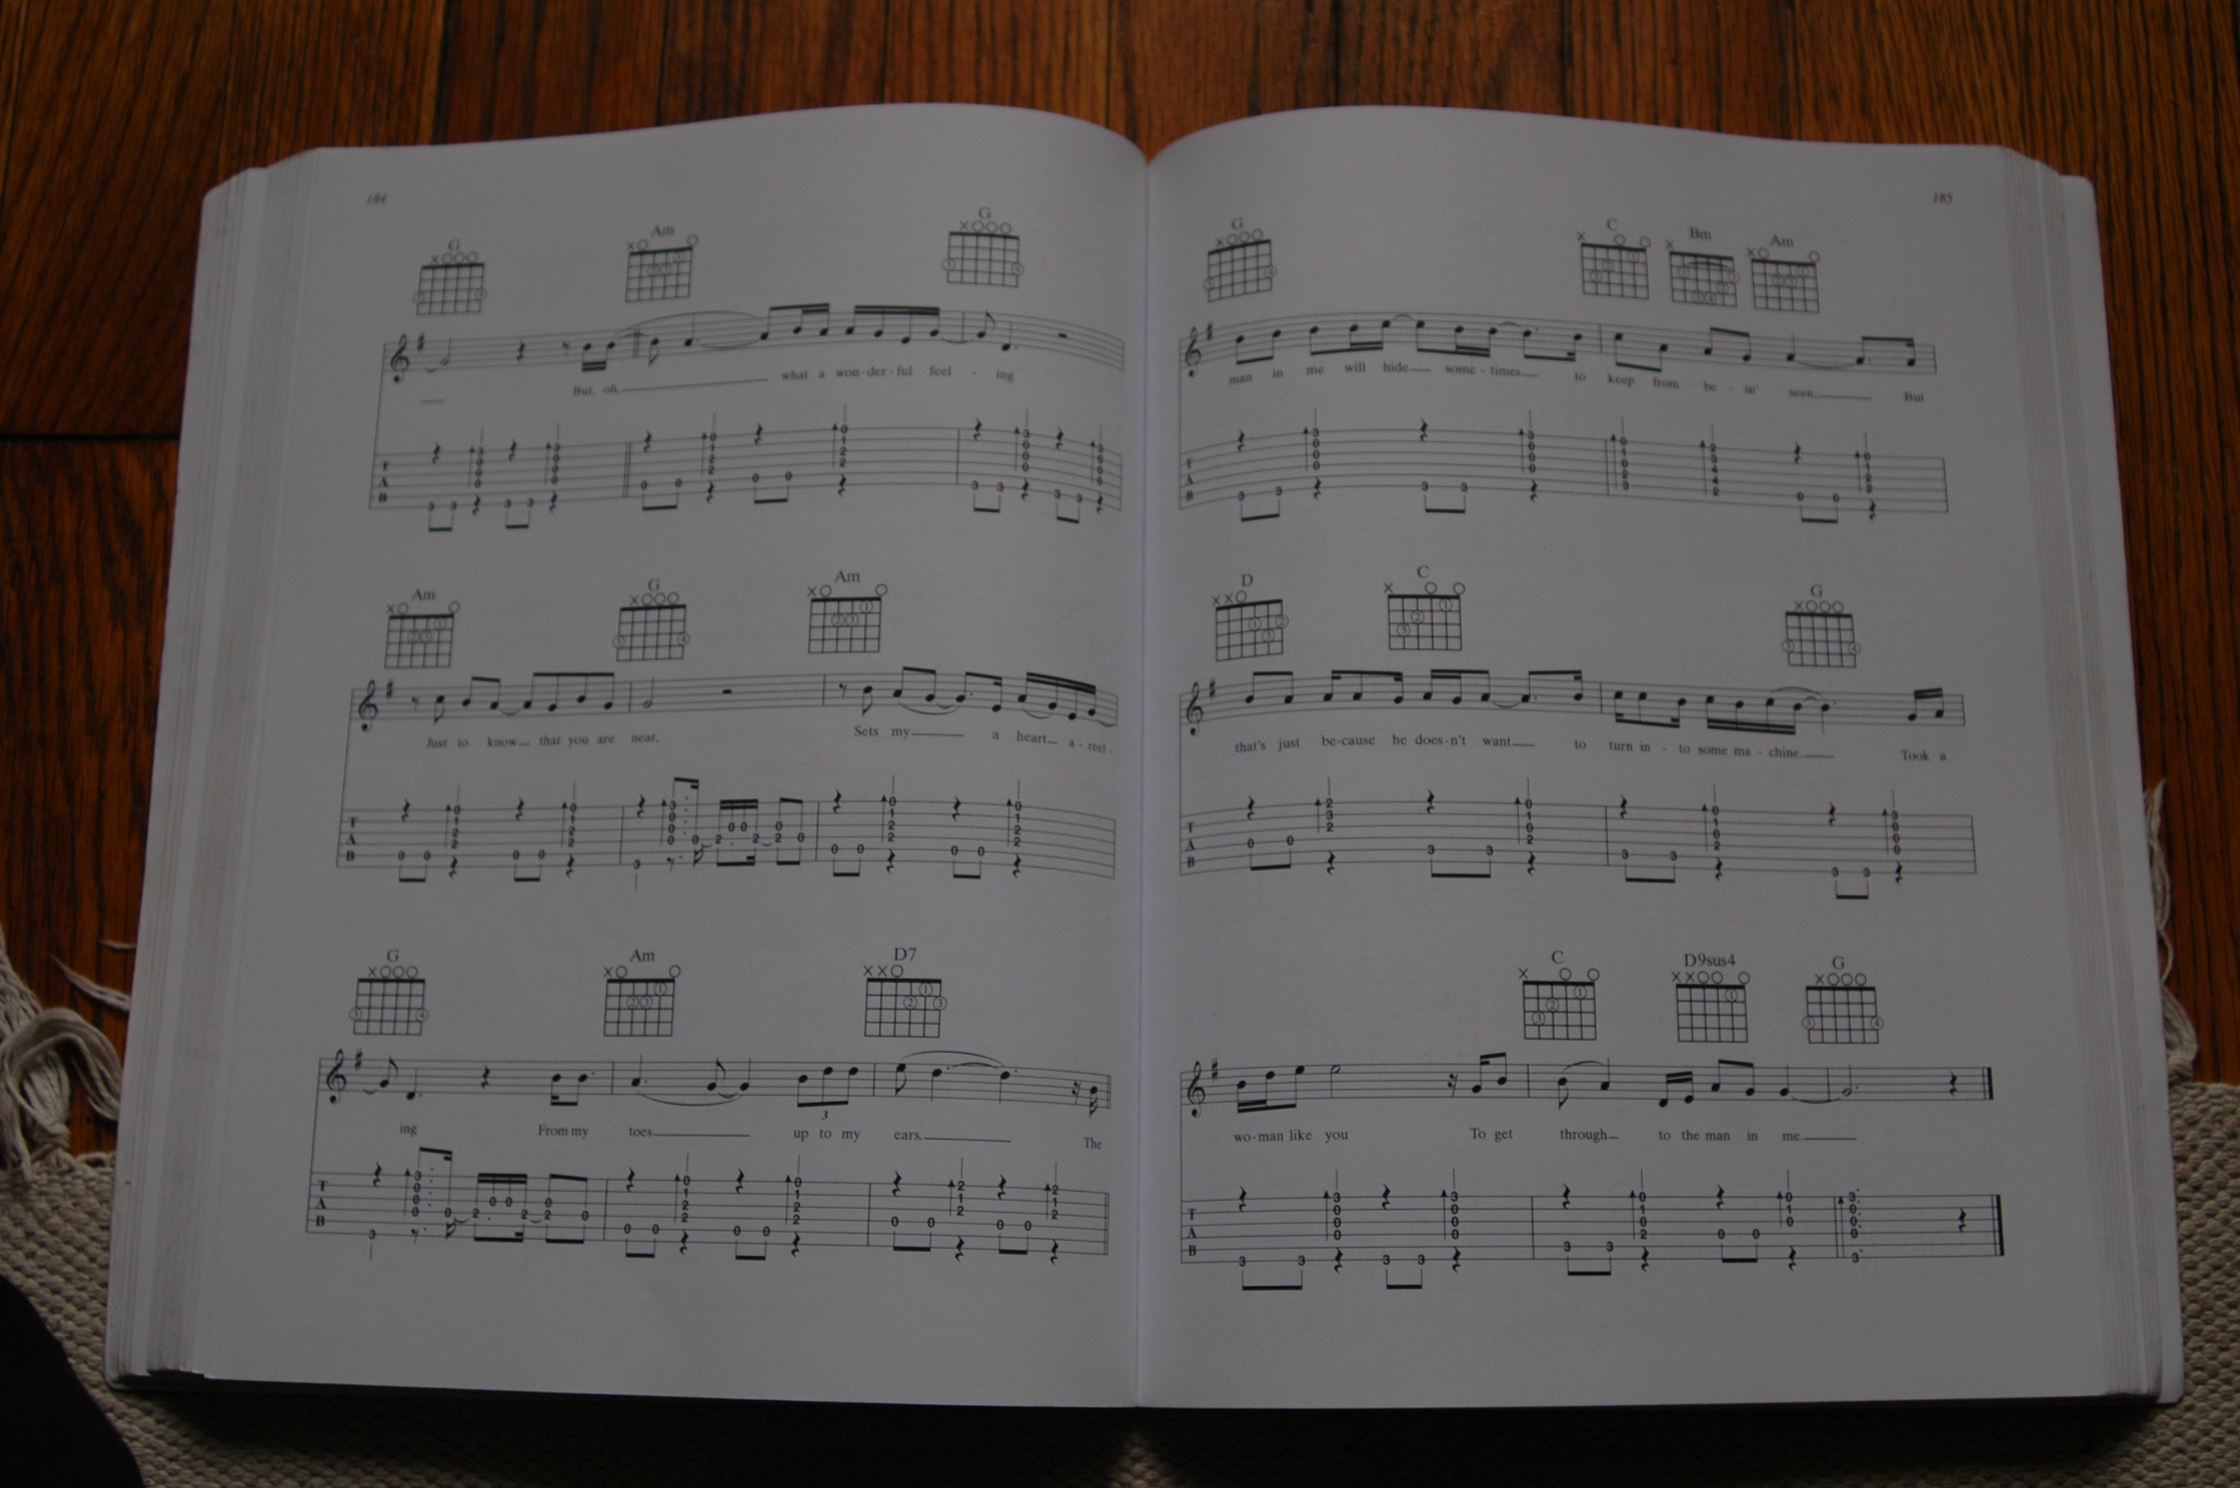 184
G Am G
But, oh, what a won - der - ful feel - ing
T
A
B
Am G Am
Just to know that you are near, Sets my a heart a - reel -
T
A
B
G Am D7
ing From my toes up to my ears. The
3
T
A
B
185
G C Bm Am
man in me will hide some - times to keep from be - in' seen. But
T
A
B
D C G
that's just be - cause he does - n't want to turn in - to some ma - chine. Took a
T
A
B
C D9sus4 G
wo - man like you To get through to the man in me.
T
A
B